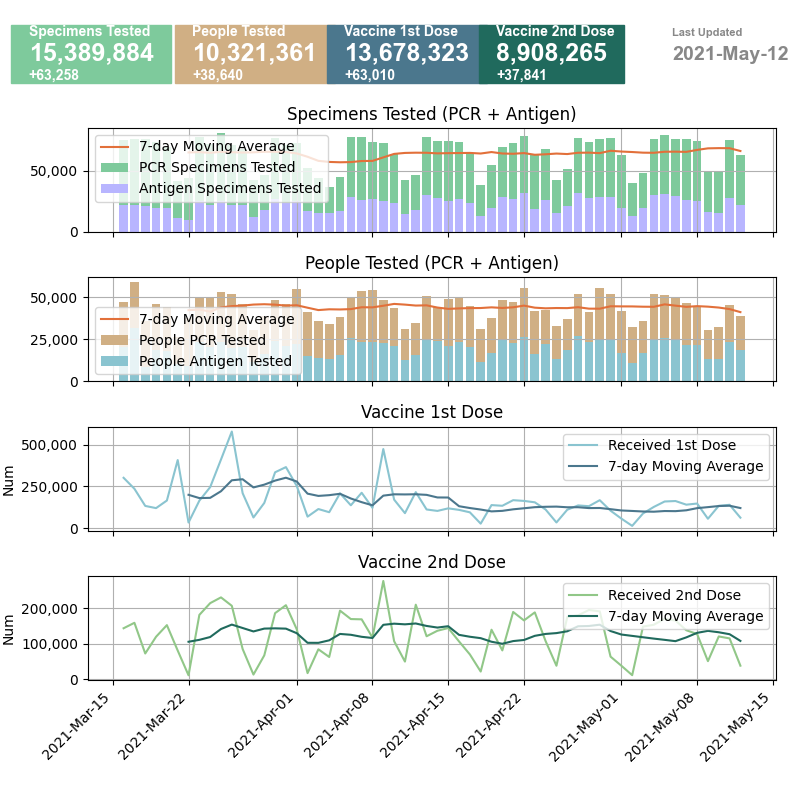 Specimens Tested
15,389,884
+63,258
People Tested
10,321,361
+38,640
Vaccine 1st Dose
13,678,323
+63,010
Vaccine 2nd Dose
8,908,265
+37,841
Last Updated
2021-May-12
Specimens Tested (PCR + Antigen)
7-day Moving Average
PCR Specimens Tested
Antigen Specimens Tested
50,000
0
People Tested (PCR + Antigen)
7-day Moving Average
People PCR Tested
People Antigen Tested
50,000
25,000
0
Vaccine 1st Dose
Received 1st Dose
7-day Moving Average
Num
500,000
250,000
0
Vaccine 2nd Dose
Received 2nd Dose
7-day Moving Average
Num
200,000
100,000
0
2021-Mar-15
2021-Mar-22
2021-Apr-01
2021-Apr-08
2021-Apr-15
2021-Apr-22
2021-May-01
2021-May-08
2021-May-15